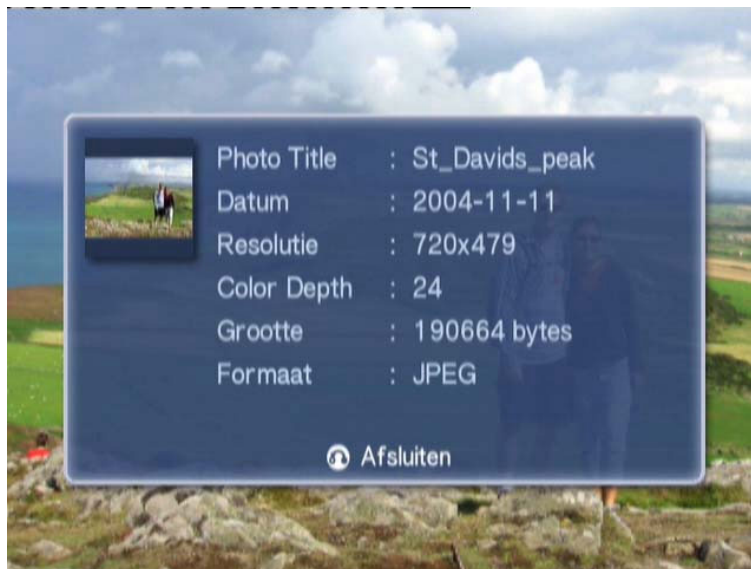 Photo Title : St_Davids_peak
Datum : 2004-11-11
Resolutie : 720x479
Color Depth : 24
Grootte : 190664 bytes
Formaat : JPEG
Afsluiten